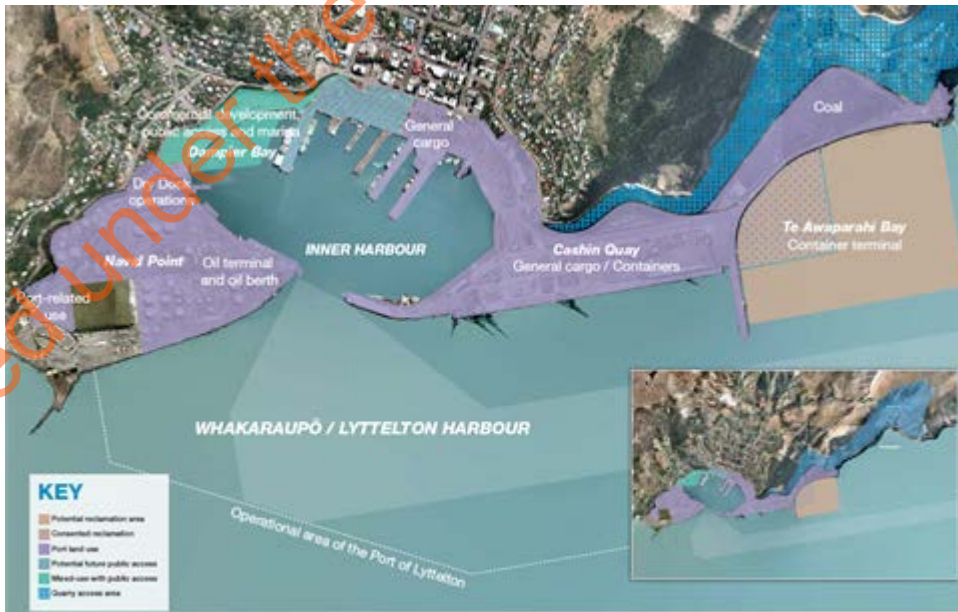 Commercial development,
public access and marina
Dampier Bay
General
cargo
Coal
Dry Dock
operations
Te Awaparahi Bay
Container terminal
INNER HARBOUR
Cashin Quay
General cargo / Containers
Naval Point
Oil terminal
and oil berth
Port-related
use
WHAKARAUPŌ / LYTTELTON HARBOUR
Operational area of the Port of Lyttelton
KEY
Potential reclamation area
Consented reclamation
Port land use
Potential future public access
Mixed-use with public access
Quarry access area
ed under the